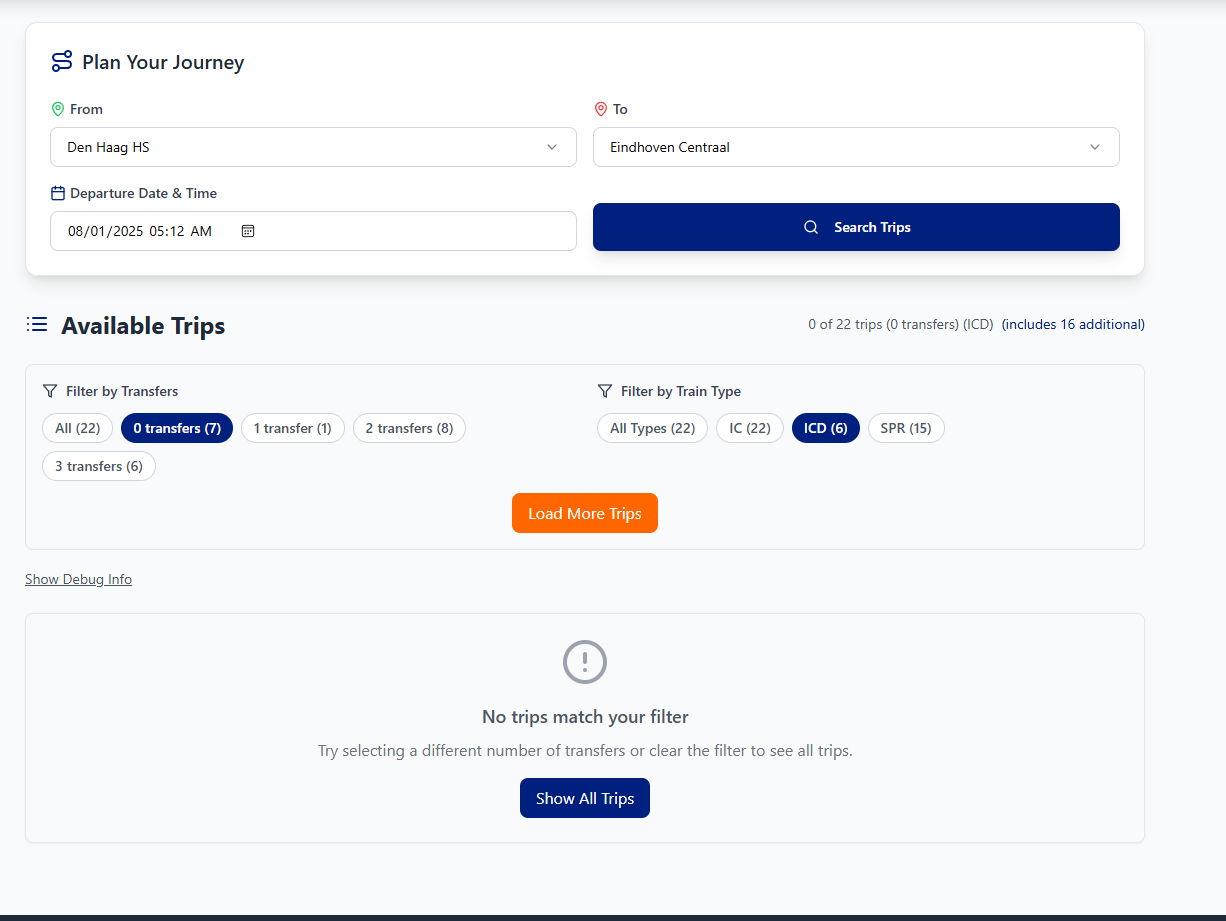 Plan Your Journey
From
To
Den Haag HS
Eindhoven Centraal
Departure Date & Time
08/01/2025 05:12 AM
Search Trips
Available Trips
0 of 22 trips (0 transfers) (ICD) (includes 16 additional)
Filter by Transfers
Filter by Train Type
All (22)
0 transfers (7)
1 transfer (1)
2 transfers (8)
All Types (22)
IC (22)
ICD (6)
SPR (15)
3 transfers (6)
Load More Trips
Show Debug Info
No trips match your filter
Try selecting a different number of transfers or clear the filter to see all trips.
Show All Trips